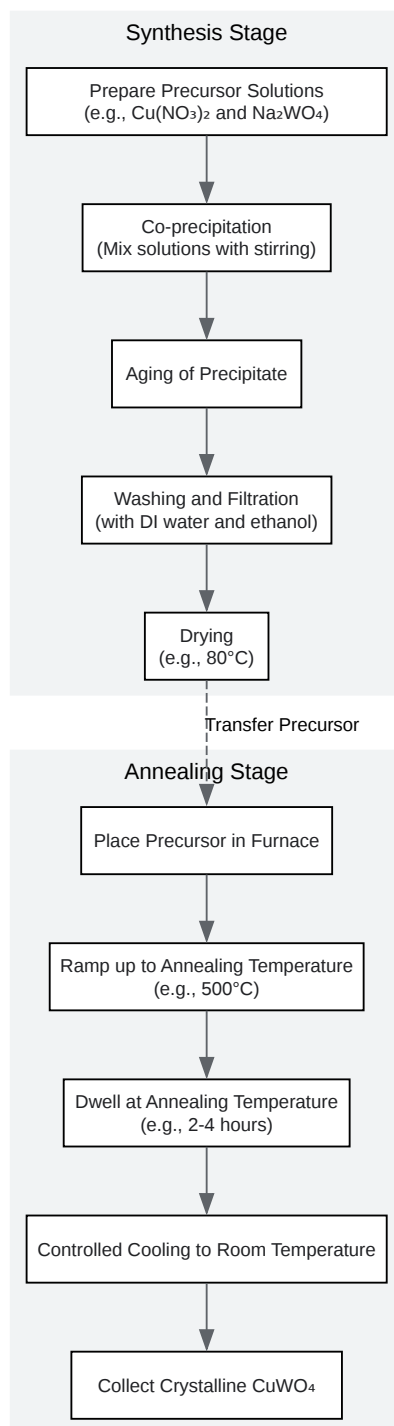 Synthesis Stage
Prepare Precursor Solutions
(e.g., Cu(NO₃)₂ and Na₂WO₄)
Co-precipitation
(Mix solutions with stirring)
Aging of Precipitate
Washing and Filtration
(with DI water and ethanol)
Drying
(e.g., 80°C)
Transfer Precursor
Annealing Stage
Place Precursor in Furnace
Ramp up to Annealing Temperature
(e.g., 500°C)
Dwell at Annealing Temperature
(e.g., 2-4 hours)
Controlled Cooling to Room Temperature
Collect Crystalline CuWO₄